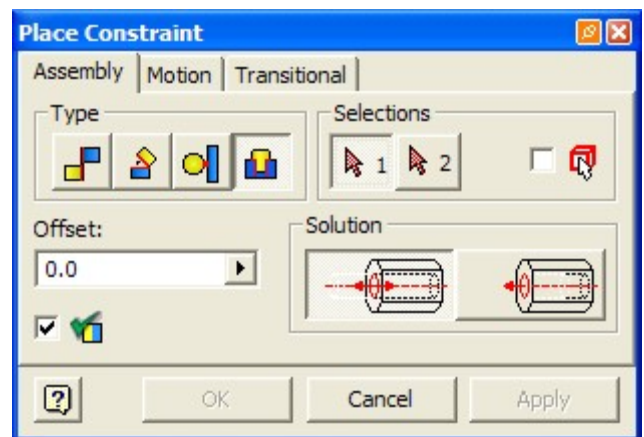 Place Constraint
Assembly Motion Transitional
Type Selections
1 2
Offset: Solution
0.0
? OK Cancel Apply